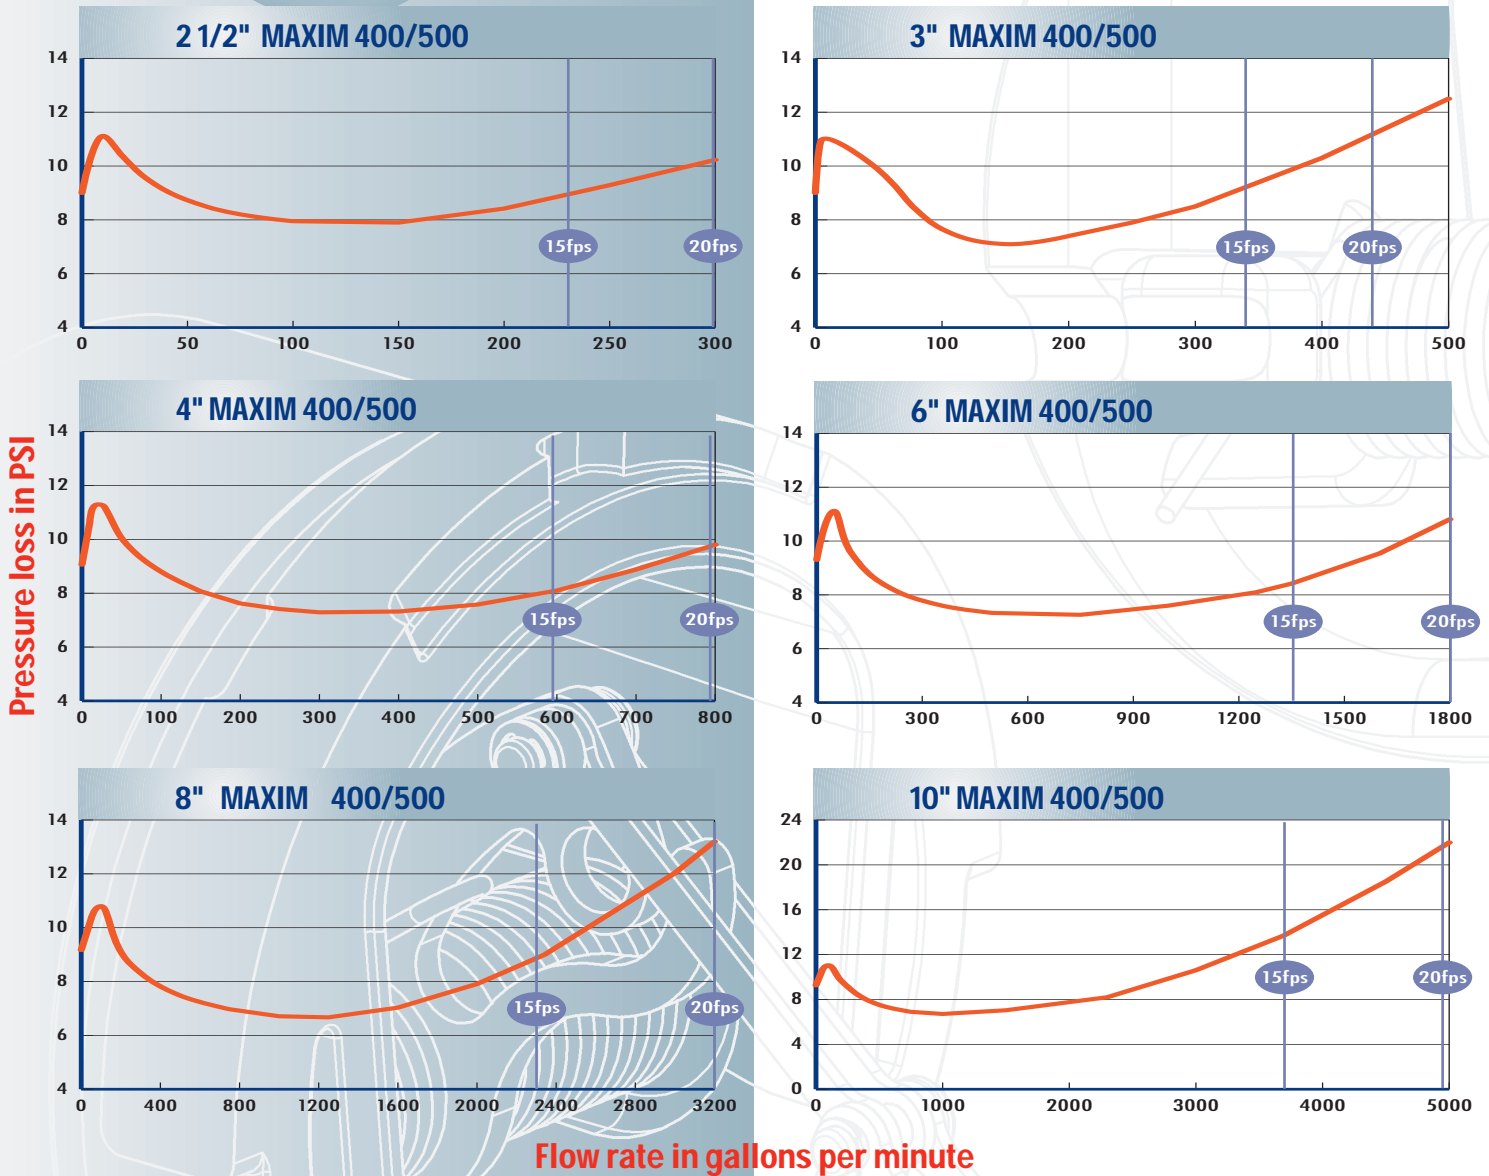 2 1/2" MAXIM 400/500
14
12
10
8
6
4
15fps
20fps
0 50 100 150 200 250 300
3" MAXIM 400/500
14
12
10
8
6
4
15fps
20fps
0 100 200 300 400 500
Pressure loss in PSI
4" MAXIM 400/500
14
12
10
8
6
4
15fps
20fps
0 100 200 300 400 500 600 700 800
6" MAXIM 400/500
14
12
10
8
6
4
15fps
20fps
0 300 600 900 1200 1500 1800
8" MAXIM 400/500
14
12
10
8
6
4
15fps
20fps
0 400 800 1200 1600 2000 2400 2800 3200
10" MAXIM 400/500
24
20
16
12
8
4
0
15fps
20fps
0 1000 2000 3000 4000 5000
Flow rate in gallons per minute